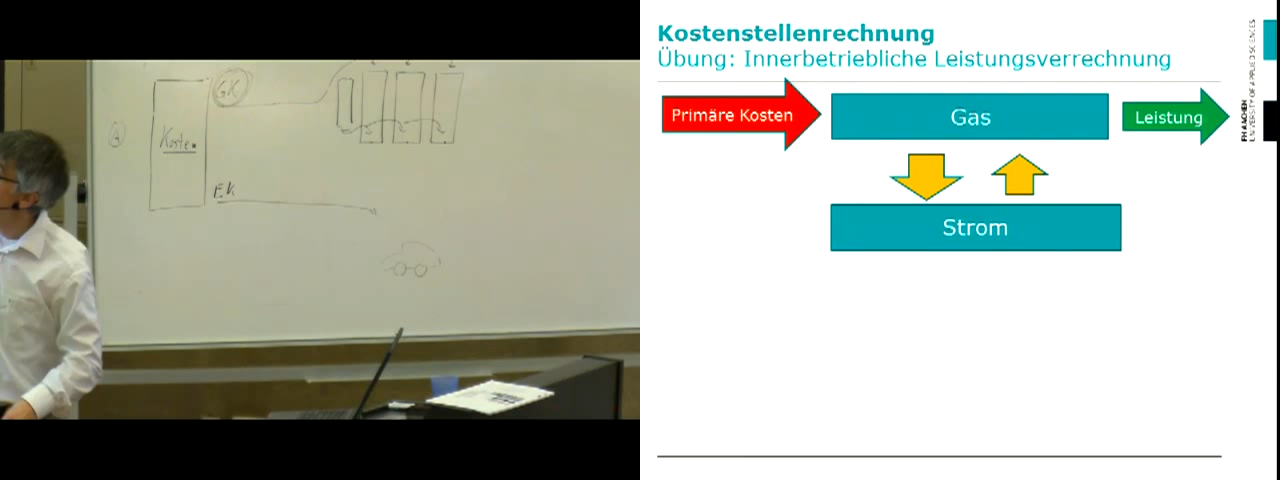 GK
Kosten
EK
Kostenstellenrechnung
Übung: Innerbetriebliche Leistungsverrechnung
Primäre Kosten
Gas
Leistung
Strom
FH AACHEN
UNIVERSITY OF APPLIED SCIENCES